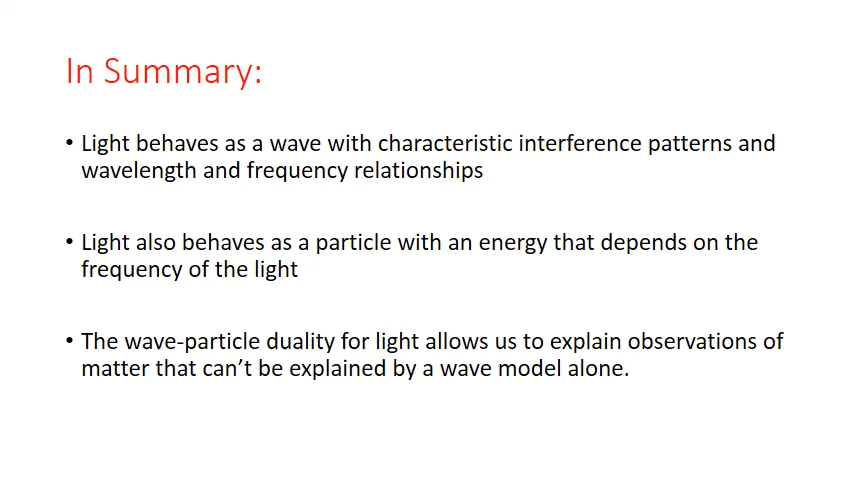 In Summary:
• Light behaves as a wave with characteristic interference patterns and
wavelength and frequency relationships
• Light also behaves as a particle with an energy that depends on the
frequency of the light
• The wave-particle duality for light allows us to explain observations of
matter that can’t be explained by a wave model alone.